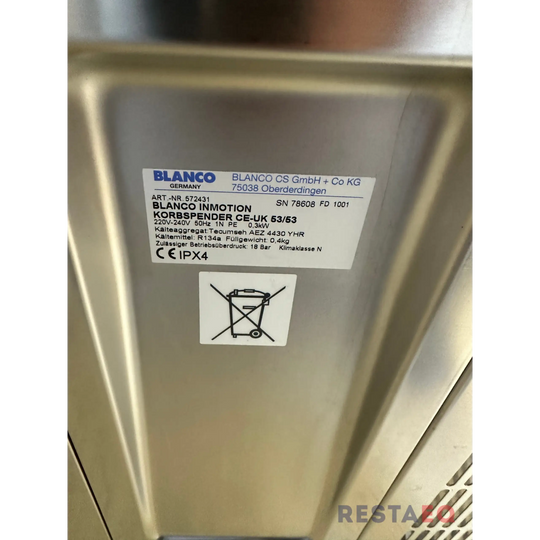 BLANCO BLANCO CS GmbH + Co KG
GERMANY 75038 Oberderdingen
ART.-NR. 572431 SN 78608 FD 1001
BLANCO INMOTION
KORBSPENDER CE-UK 53/53
220V-240V 50Hz 1N PE 0,3kW
Kälteaggregat: Tecumseh AEZ 4430 YHR
Kältemittel: R134a Füllgewicht: 0,4kg
Zulässiger Betriebsüberdruck: 18 Bar Klimaklasse N
CE IPX4
RESTAEQ